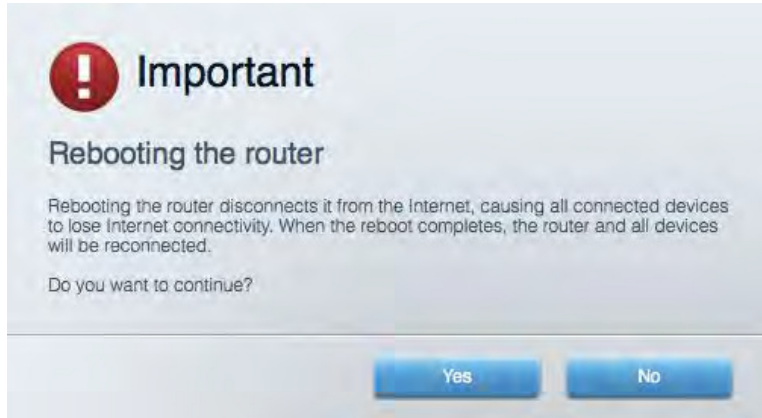 Important
Rebooting the router
Rebooting the router disconnects it from the Internet, causing all connected devices
to lose Internet connectivity. When the reboot completes, the router and all devices
will be reconnected.
Do you want to continue?
Yes
No